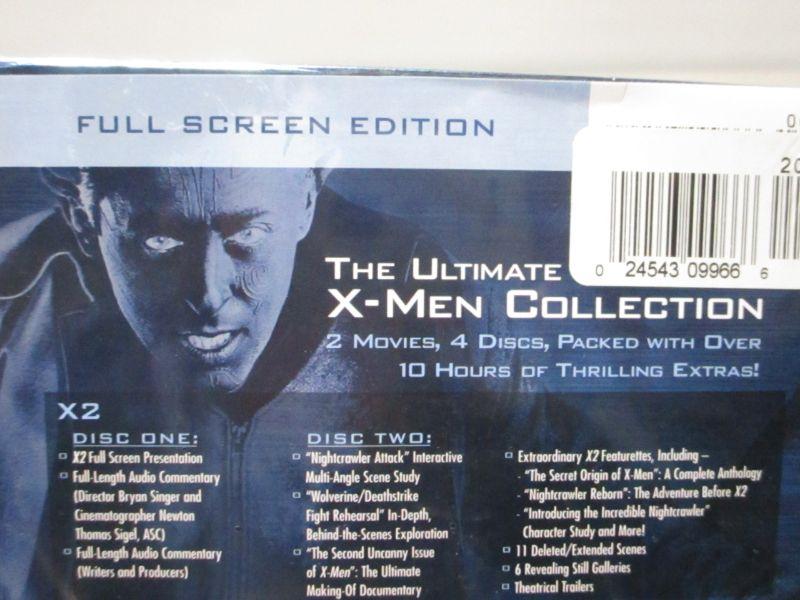 FULL SCREEN EDITION
0 24543 09966 6
THE ULTIMATE
X-MEN COLLECTION
2 MOVIES, 4 DISCS, PACKED WITH OVER
10 HOURS OF THRILLING EXTRAS!
X2
DISC ONE:
X2 Full Screen Presentation
Full-Length Audio Commentary
(Director Bryan Singer and
Cinematographer Newton
Thomas Sigel, ASC)
Full-Length Audio Commentary
(Writers and Producers)
DISC TWO:
"Nightcrawler Attack" Interactive
Multi-Angle Scene Study
"Wolverine/Deathstrike
Fight Rehearsal" In-Depth,
Behind-the-Scenes Exploration
"The Second Uncanny Issue
of X-Men": The Ultimate
Making-Of Documentary
Extraordinary X2 Featurettes, Including –
- "The Secret Origin of X-Men": A Complete Anthology
- "Nightcrawler Reborn": The Adventure Before X2
- "Introducing the Incredible Nightcrawler"
Character Study and More!
11 Deleted/Extended Scenes
6 Revealing Still Galleries
Theatrical Trailers